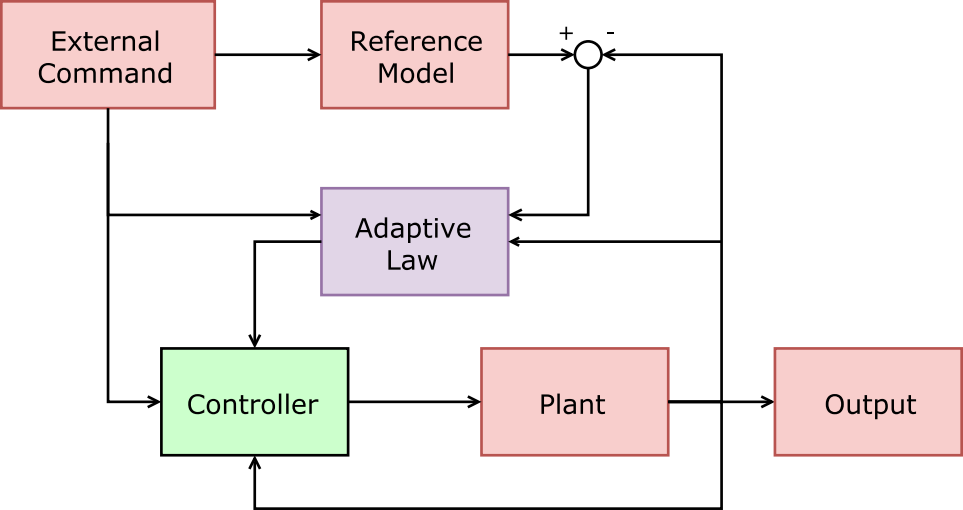 External
Command
Reference
Model
+ -
Adaptive
Law
Controller
Plant
Output